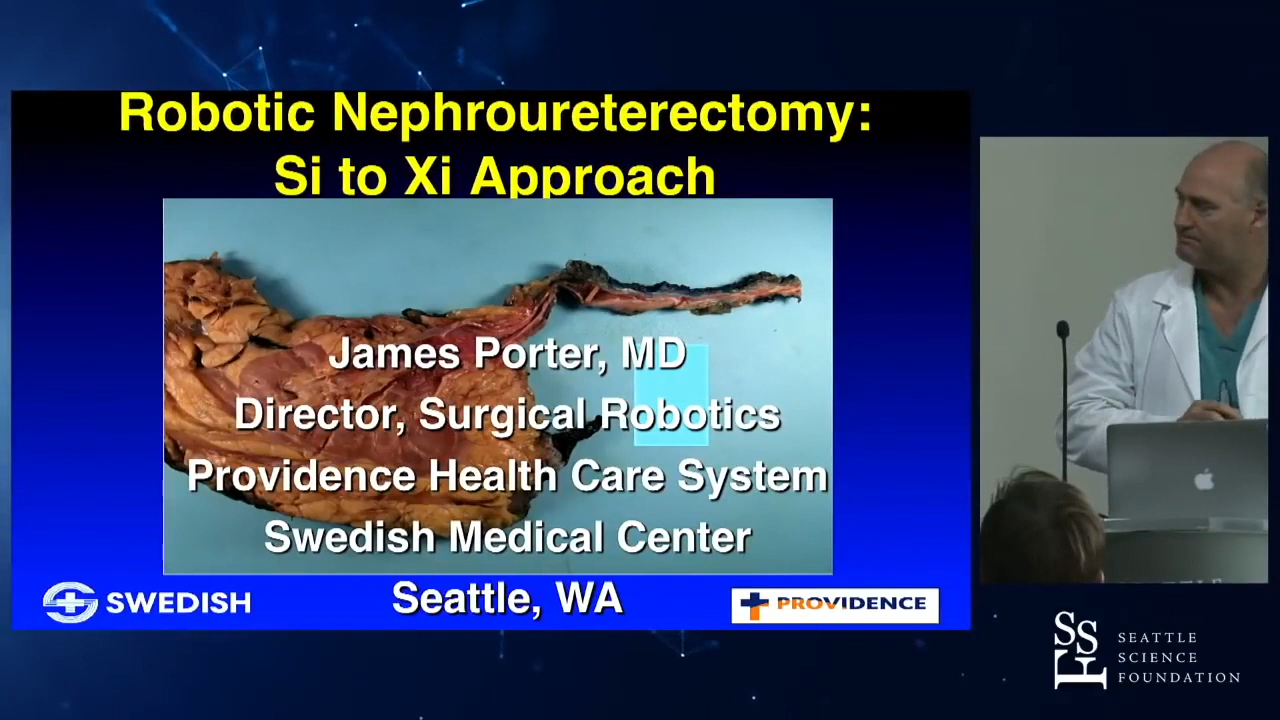 Robotic Nephroureterectomy:
Si to Xi Approach
James Porter, MD
Director, Surgical Robotics
Providence Health Care System
Swedish Medical Center
Seattle, WA
SWEDISH
PROVIDENCE
SSF
SEATTLE
SCIENCE
FOUNDATION